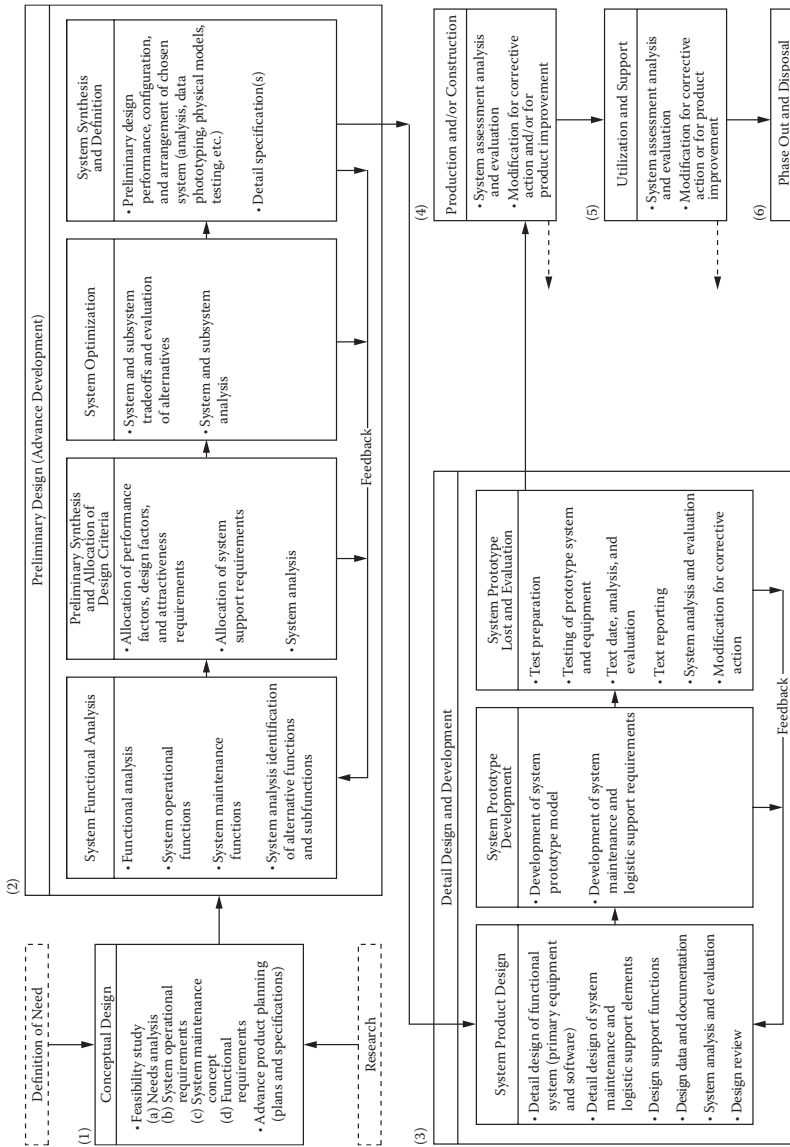 Definition of Need
(1)
Conceptual Design
• Feasibility study
(a) Needs analysis
(b) System operational
requirements
(c) System maintenance
concept
(d) Functional
requirements
• Advance product planning
(plans and specifications)
Research
(2)
Preliminary Design (Advance Development)
System Functional Analysis
• Functional analysis
• System operational
functions
• System maintenance
functions
• System analysis identification
of alternative functions
and subfunctions
Preliminary Synthesis
and Allocation of
Design Criteria
• Allocation of performance
factors, design factors,
and attractiveness
requirements
• Allocation of system
support requirements
• System analysis
System Optimization
• System and subsystem
tradeoffs and evaluation
of alternatives
• System and subsystem
analysis
System Synthesis
and Definition
• Preliminary design
performance, configuration,
and arrangement of chosen
system (analysis, data
phototyping, physical models,
testing, etc.)
• Detail specification(s)
Feedback
(3)
Detail Design and Development
System Product Design
• Detail design of functional
system (primary equipment
and software)
• Detail design of system
maintenance and
logistic support elements
• Design support functions
• Design data and documentation
• System analysis and evaluation
• Design review
System Prototype
Development
• Development of system
prototype model
• Development of system
maintenance and
logistic support requirements
System Prototype
Lost and Evaluation
• Test preparation
• Testing of prototype system
and equipment
• Text date, analysis, and
evaluation
• Text reporting
• System analysis and evaluation
• Modification for corrective
action
Feedback
(4)
Production and/or Construction
• System assessment analysis
and evaluation
• Modification for corrective
action and/or for
product improvement
(5)
Utilization and Support
• System assessment analysis
and evaluation
• Modification for corrective
action or for product
improvement
(6)
Phase Out and Disposal